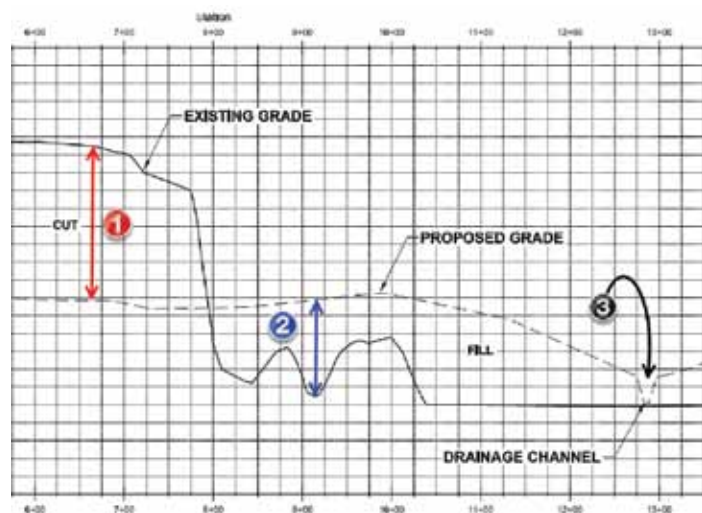 Station
6+00 7+00 8+00 9+00 10+00 11+00 12+00 13+00
EXISTING GRADE
CUT
1
PROPOSED GRADE
2
3
FILL
DRAINAGE CHANNEL
6+00 7+00 8+00 9+00 10+00 11+00 12+00 13+00